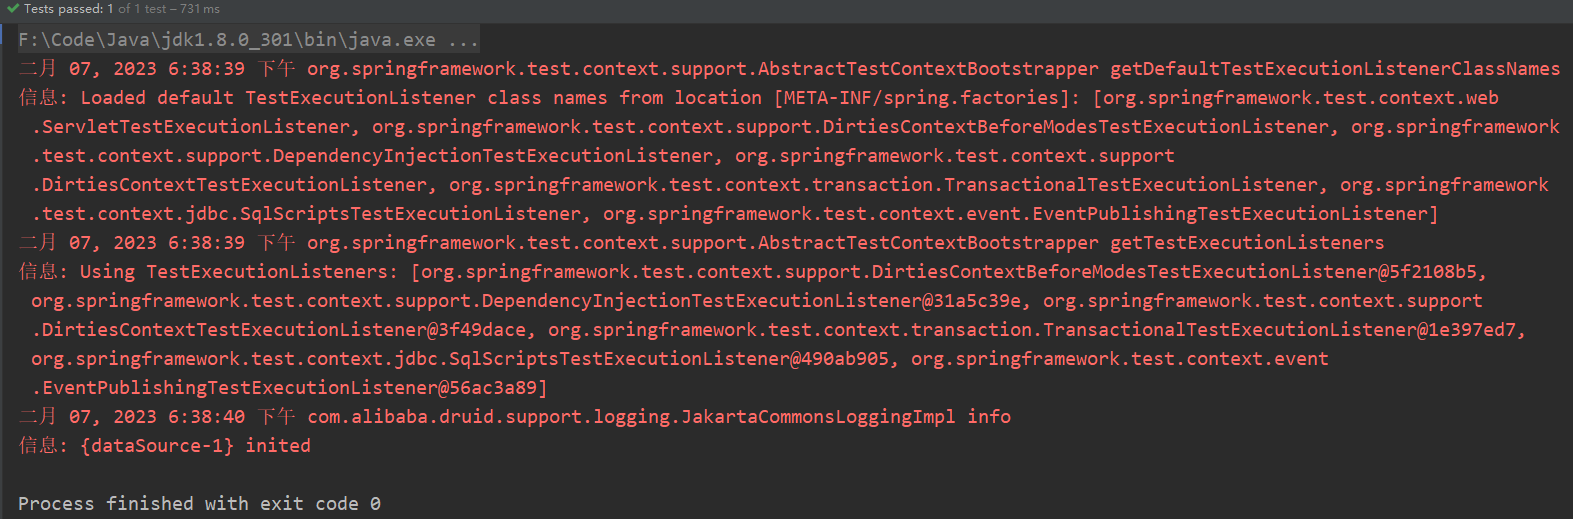 Tests passed: 1 of 1 test – 731 ms
F:\Code\Java\jdk1.8.0_301\bin\java.exe ...
二月 07, 2023 6:38:39 下午 org.springframework.test.context.support.AbstractTestContextBootstrapper getDefaultTestExecutionListenerClassNames
信息: Loaded default TestExecutionListener class names from location [META-INF/spring.factories]: [org.springframework.test.context.web
.ServletTestExecutionListener, org.springframework.test.context.support.DirtiesContextBeforeModesTestExecutionListener, org.springframework
.test.context.support.DependencyInjectionTestExecutionListener, org.springframework.test.context.support
.DirtiesContextTestExecutionListener, org.springframework.test.context.transaction.TransactionalTestExecutionListener, org.springframework
.test.context.jdbc.SqlScriptsTestExecutionListener, org.springframework.test.context.event.EventPublishingTestExecutionListener]
二月 07, 2023 6:38:39 下午 org.springframework.test.context.support.AbstractTestContextBootstrapper getTestExecutionListeners
信息: Using TestExecutionListeners: [org.springframework.test.context.support.DirtiesContextBeforeModesTestExecutionListener@5f2108b5,
org.springframework.test.context.support.DependencyInjectionTestExecutionListener@31a5c39e, org.springframework.test.context.support
.DirtiesContextTestExecutionListener@3f49dace, org.springframework.test.context.transaction.TransactionalTestExecutionListener@1e397ed7,
org.springframework.test.context.jdbc.SqlScriptsTestExecutionListener@490ab905, org.springframework.test.context.event
.EventPublishingTestExecutionListener@56ac3a89]
二月 07, 2023 6:38:40 下午 com.alibaba.druid.support.logging.JakartaCommonsLoggingImpl info
信息: {dataSource-1} inited
Process finished with exit code 0